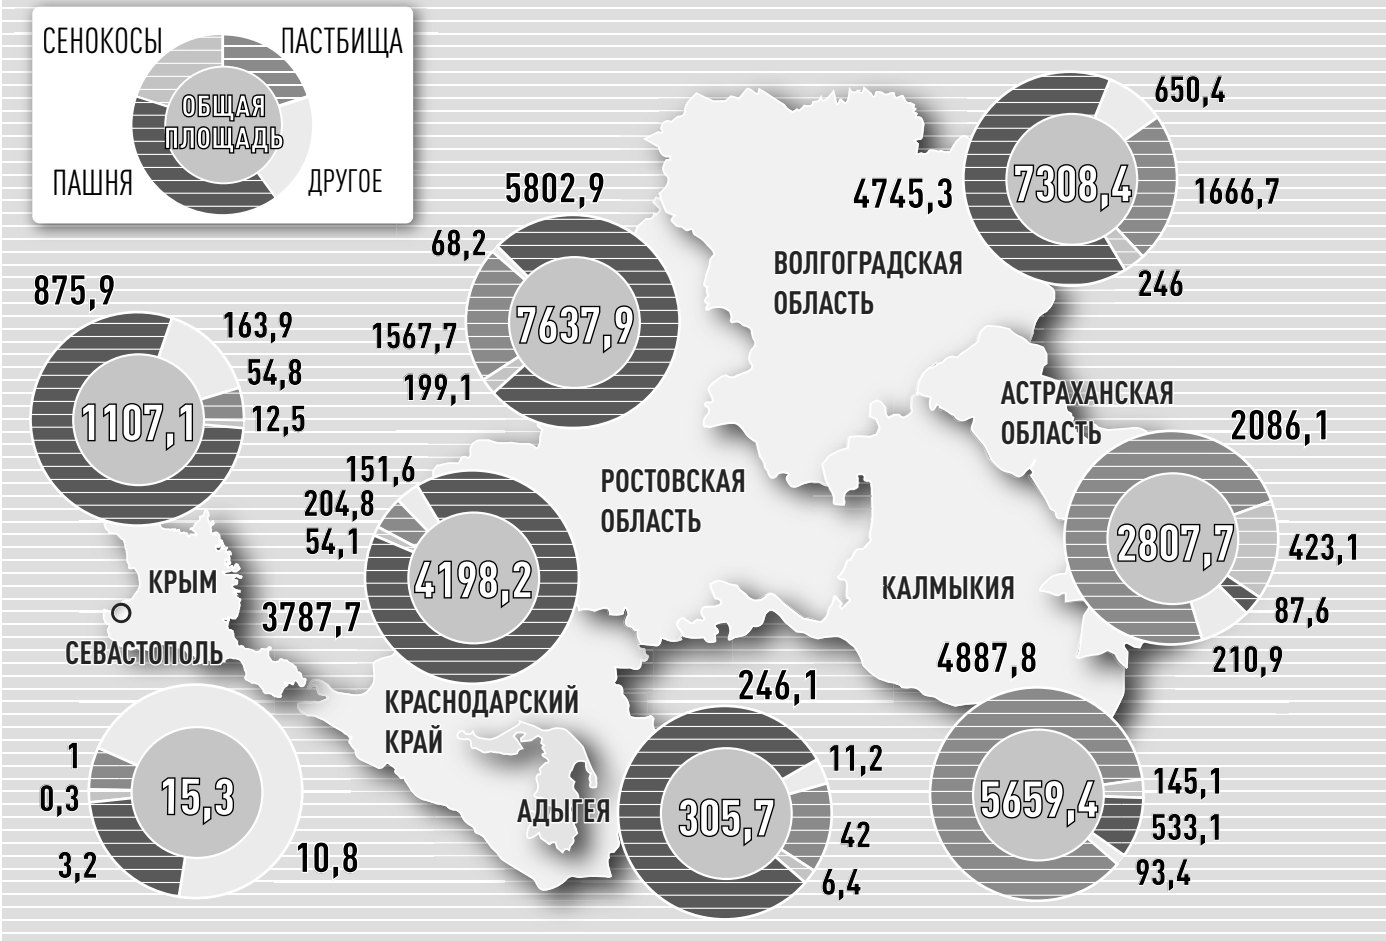 СЕНОКОСЫ
ПАСТБИЩА
ОБЩАЯ
ПЛОЩАДЬ
ПАШНЯ
ДРУГОЕ
5802,9
68,2
1567,7
199,1
7637,9
4745,3
650,4
7308,4
1666,7
246
ВОЛГОГРАДСКАЯ
ОБЛАСТЬ
875,9
163,9
54,8
12,5
1107,1
АСТРАХАНСКАЯ
ОБЛАСТЬ
2086,1
2807,7
423,1
87,6
210,9
РОСТОВСКАЯ
ОБЛАСТЬ
151,6
204,8
54,1
3787,7
4198,2
КРЫМ
СЕВАСТОПОЛЬ
КАЛМЫКИЯ
4887,8
5659,4
145,1
533,1
93,4
КРАСНОДАРСКИЙ
КРАЙ
АДЫГЕЯ
246,1
11,2
305,7
42
6,4
1
0,3
3,2
15,3
10,8